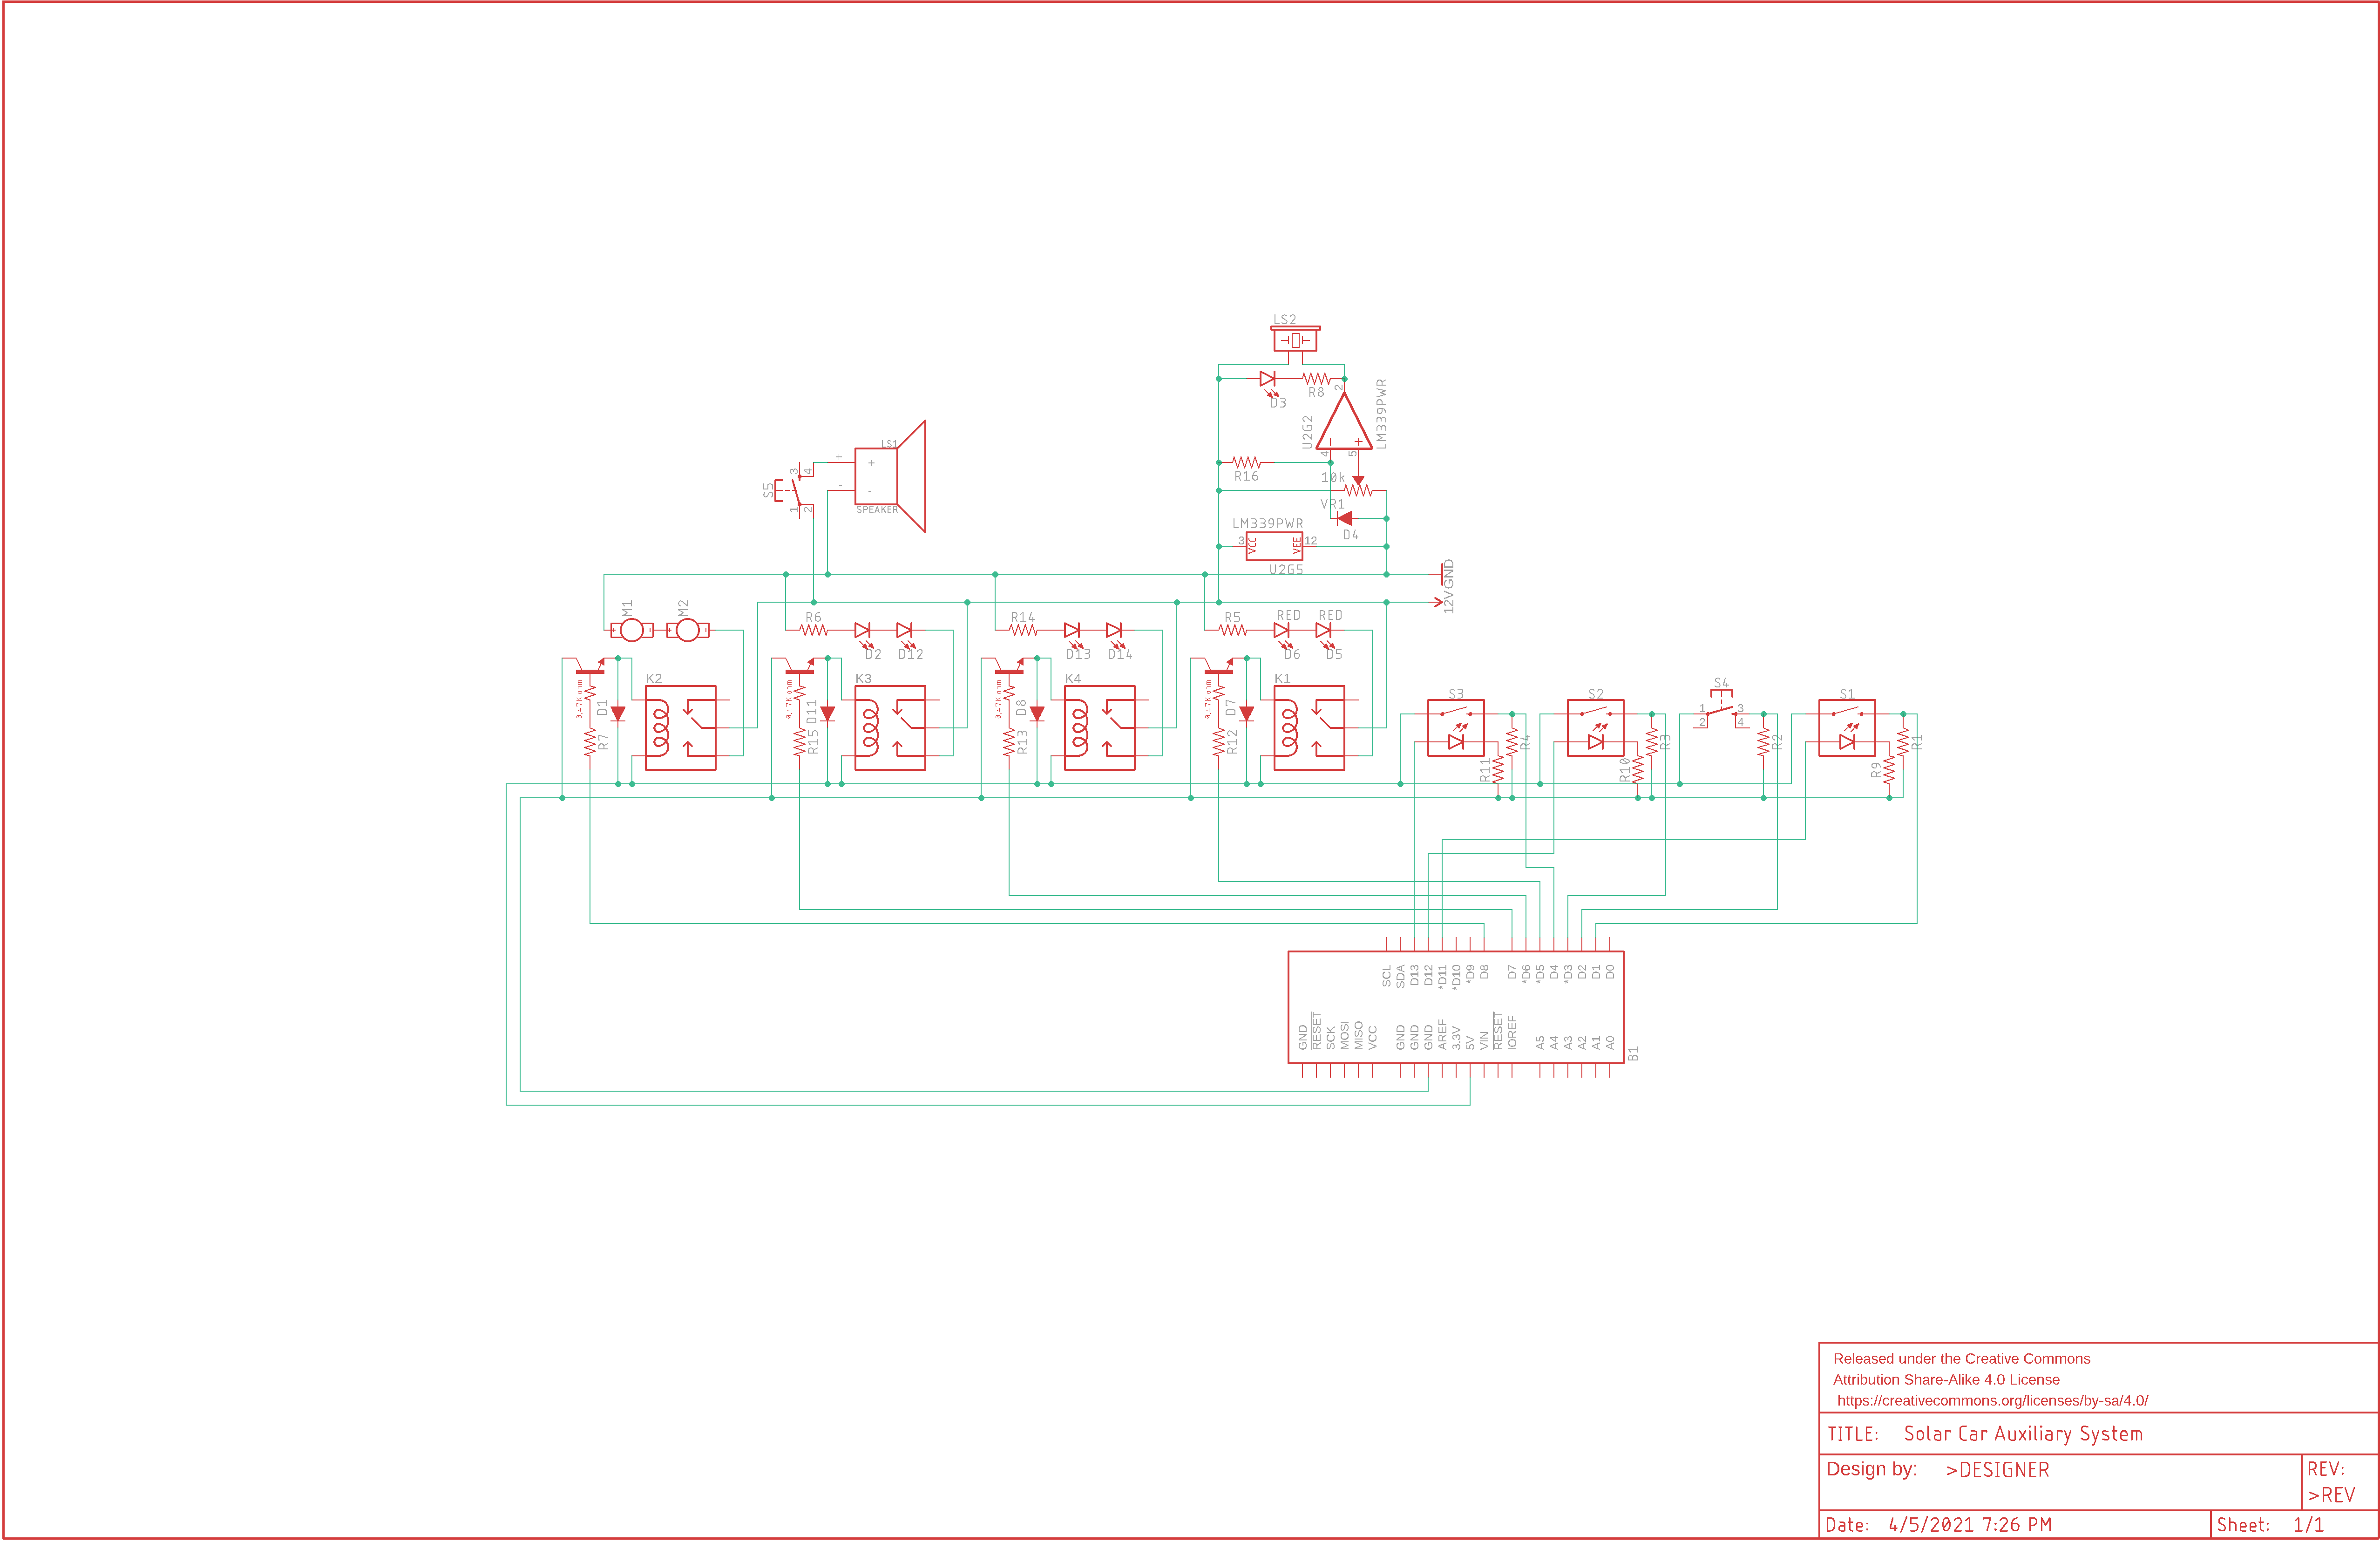 LS2
D3
R8
2
U2G2
LM339PWR
4
5
R16
10k
VR1
D4
LM339PWR
3
VCC
VEE
12
U2G5
LS1
+
-
+
-
SPEAKER
S5
3
4
1
2
GND
12V
M1
M2
R6
D2
D12
R14
D13
D14
R5
RED
RED
D6
D5
0,47K ohm
D1
R7
K2
0,47K ohm
D11
R15
K3
0,47K ohm
D8
R13
K4
0,47K ohm
D7
R12
K1
S3
R4
R11
S2
R3
R10
S4
1
2
3
4
R2
S1
R1
R9
SCL
SDA
D13
D12
*D11
*D10
*D9
D8
D7
*D6
*D5
D4
*D3
D2
D1
D0
GND
RESET
SCK
MOSI
MISO
VCC
GND
GND
GND
AREF
3.3V
5V
VIN
RESET
IOREF
A5
A4
A3
A2
A1
A0
B1
Released under the Creative Commons
Attribution Share-Alike 4.0 License
https://creativecommons.org/licenses/by-sa/4.0/
TITLE: Solar Car Auxiliary System
Design by: >DESIGNER
REV:
>REV
Date: 4/5/2021 7:26 PM
Sheet: 1/1